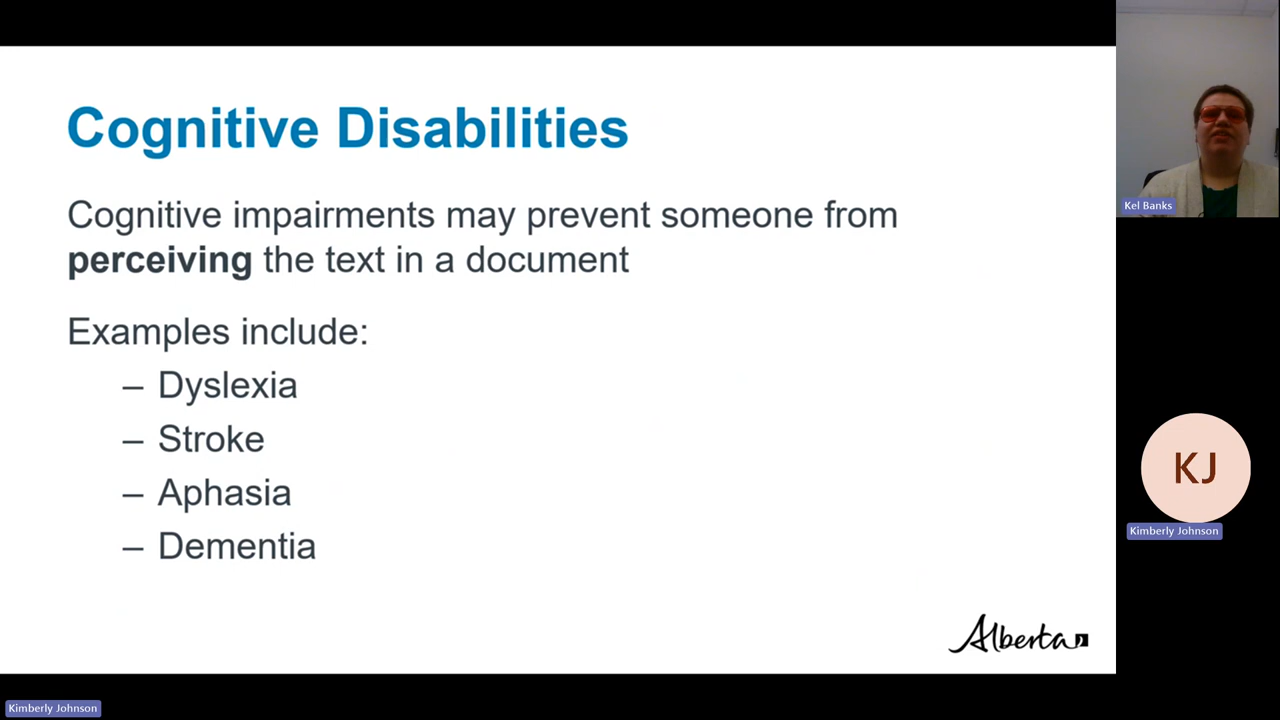 Cognitive Disabilities
Cognitive impairments may prevent someone from
perceiving the text in a document
Examples include:
– Dyslexia
– Stroke
– Aphasia
– Dementia
Alberta
Kel Banks
KJ
Kimberly Johnson
Kimberly Johnson